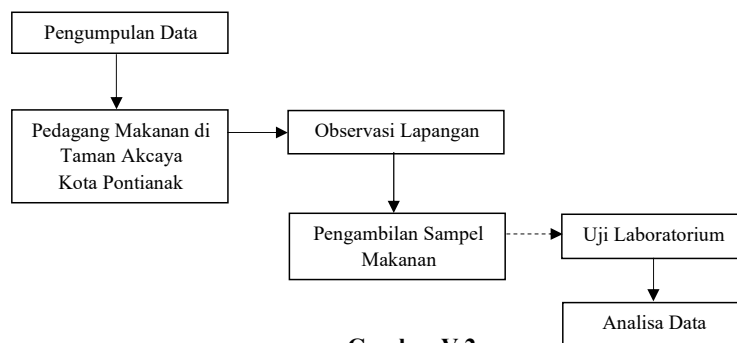 Pengumpulan Data
Pedagang Makanan di
Taman Akcaya
Kota Pontianak
Observasi Lapangan
Pengambilan Sampel
Makanan
Uji Laboratorium
Analisa Data